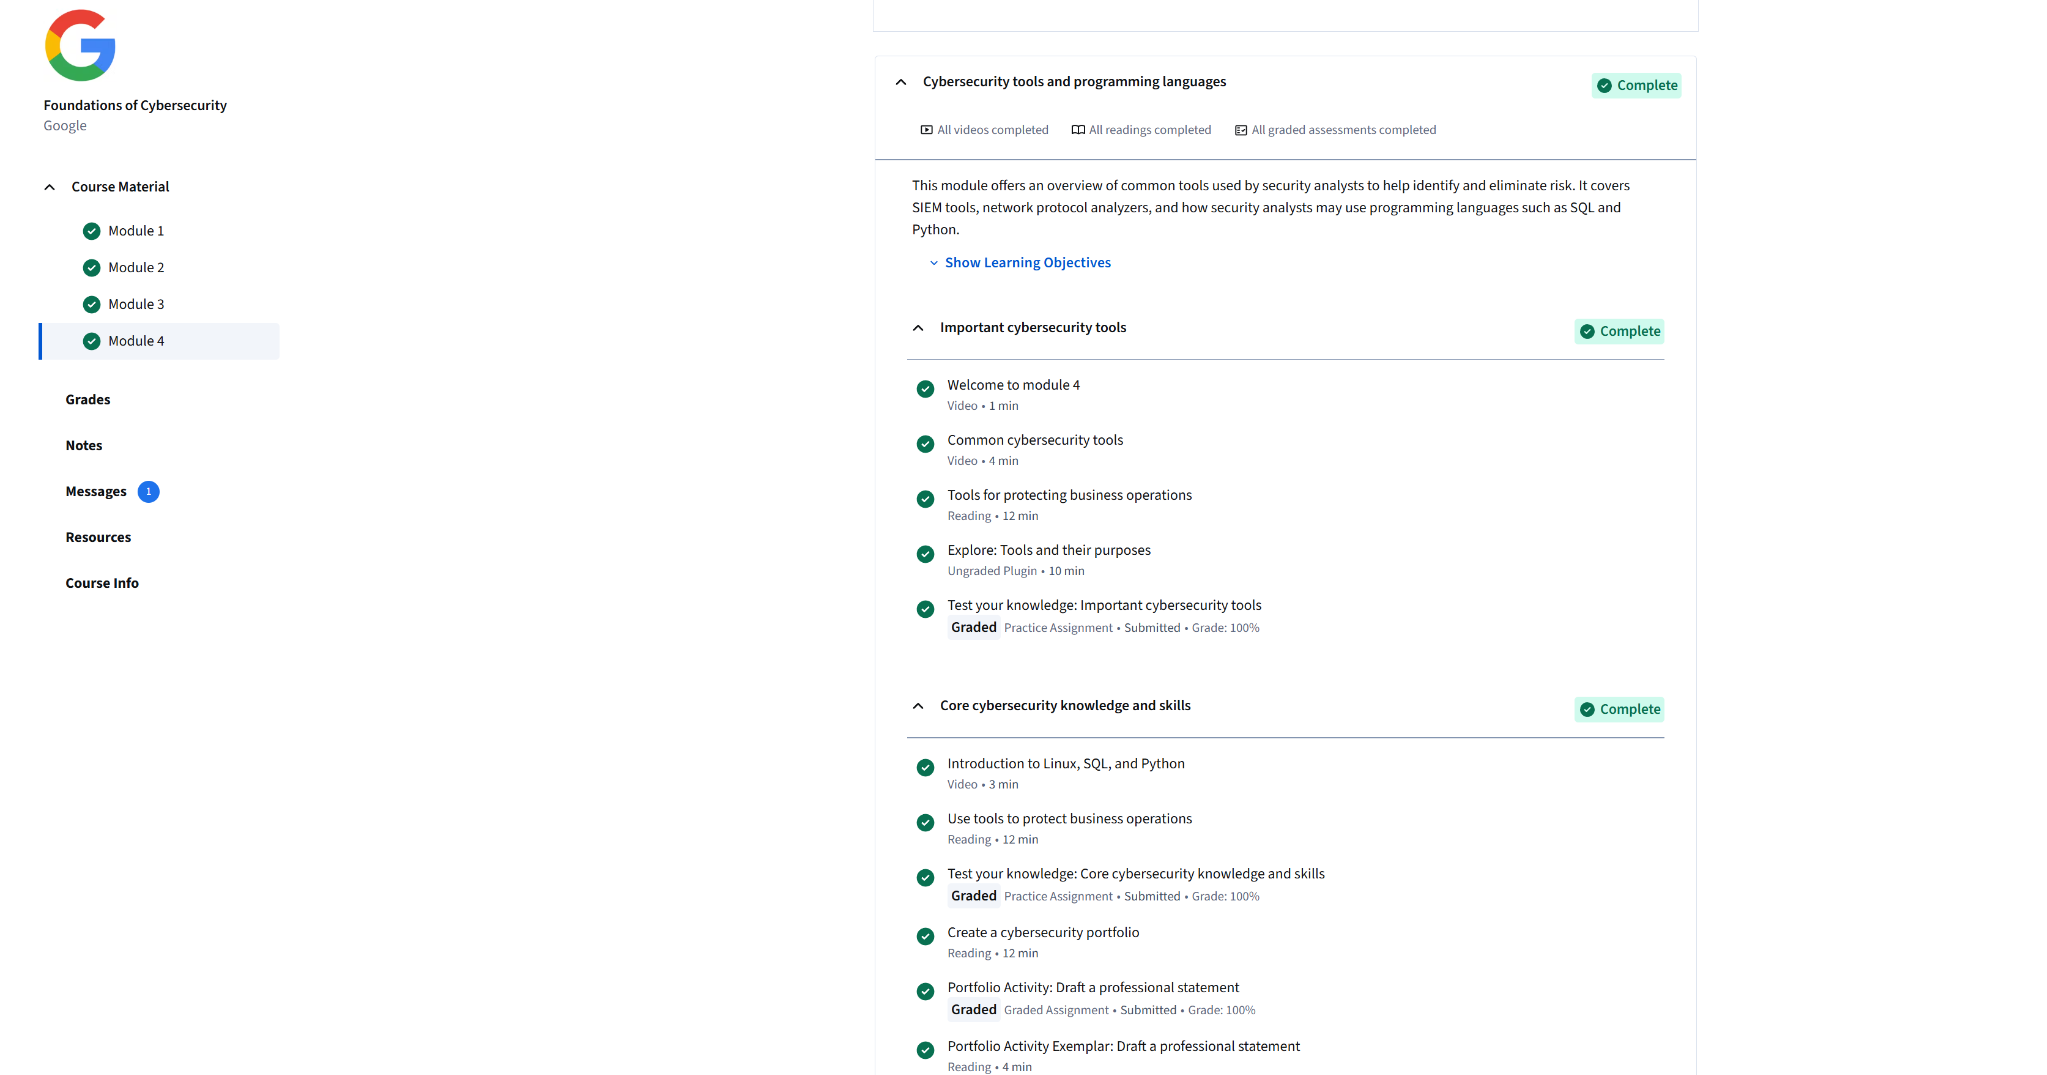 Foundations of Cybersecurity
Google
Course Material
Module 1
Module 2
Module 3
Module 4
Grades
Notes
Messages 1
Resources
Course Info
Cybersecurity tools and programming languages
Complete
All videos completed All readings completed All graded assessments completed
This module offers an overview of common tools used by security analysts to help identify and eliminate risk. It covers
SIEM tools, network protocol analyzers, and how security analysts may use programming languages such as SQL and
Python.
Show Learning Objectives
Important cybersecurity tools
Complete
Welcome to module 4
Video • 1 min
Common cybersecurity tools
Video • 4 min
Tools for protecting business operations
Reading • 12 min
Explore: Tools and their purposes
Ungraded Plugin • 10 min
Test your knowledge: Important cybersecurity tools
Graded Practice Assignment • Submitted • Grade: 100%
Core cybersecurity knowledge and skills
Complete
Introduction to Linux, SQL, and Python
Video • 3 min
Use tools to protect business operations
Reading • 12 min
Test your knowledge: Core cybersecurity knowledge and skills
Graded Practice Assignment • Submitted • Grade: 100%
Create a cybersecurity portfolio
Reading • 12 min
Portfolio Activity: Draft a professional statement
Graded Graded Assignment • Submitted • Grade: 100%
Portfolio Activity Exemplar: Draft a professional statement
Reading • 4 min